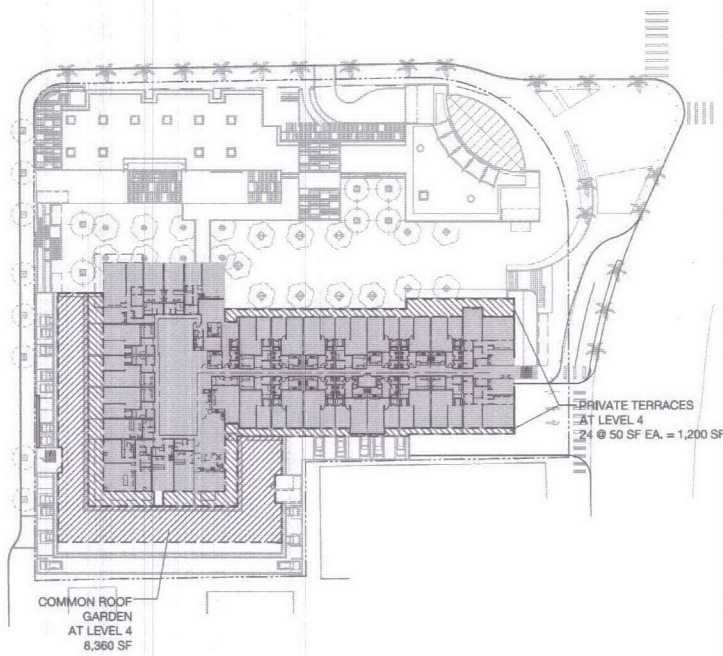 PRIVATE TERRACES
AT LEVEL 4
24 @ 50 SF EA. = 1,200 SF
COMMON ROOF
GARDEN
AT LEVEL 4
8,360 SF